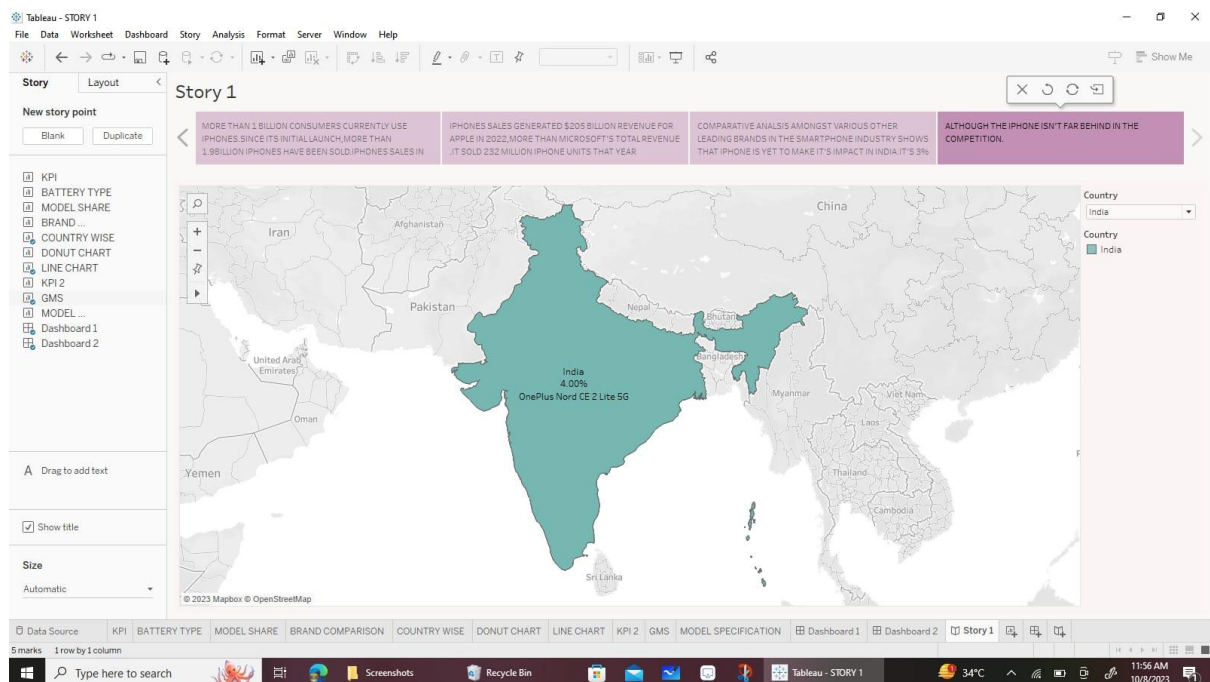 Tableau - STORY 1
File Data Worksheet Dashboard Story Analysis Format Server Window Help
Show Me
Story Layout
New story point
Blank Duplicate
KPI
BATTERY TYPE
MODEL SHARE
BRAND ...
COUNTRY WISE
DONUT CHART
LINE CHART
KPI 2
GMS
MODEL ...
Dashboard 1
Dashboard 2
A Drag to add text
Show title
Size
Automatic
Story 1
MORE THAN 1 BILLION CONSUMERS CURRENTLY USE
IPHONES.SINCE ITS INITIAL LAUNCH,MORE THAN
1.9BILLION IPHONES HAVE BEEN SOLD.IPHONES SALES IN
IPHONES SALES GENERATED $205 BILLION REVENUE FOR
APPLE IN 2022,MORE THAN MICROSOFT'S TOTAL REVENUE
.IT SOLD 232 MILLION IPHONE UNITS THAT YEAR
COMPARATIVE ANALSIS AMONGST VARIOUS OTHER
LEADING BRANDS IN THE SMARTPHONE INDUSTRY SHOWS
THAT IPHONE IS YET TO MAKE IT'S IMPACT IN INDIA.IT'S 3%
ALTHOUGH THE IPHONE ISN'T FAR BEHIND IN THE
COMPETITION.
China
Iran
Afghanistan
Pakistan
Nepal
Bhutan
Bangladesh
United Arab
Emirates
Oman
Yemen
India
4.00%
OnePlus Nord CE 2 Lite 5G
Myanmar
Viet Nam
Laos
Thailand
Cambodia
Sri Lanka
© 2023 Mapbox © OpenStreetMap
Country
India
Country
India
Data Source KPI BATTERY TYPE MODEL SHARE BRAND COMPARISON COUNTRY WISE DONUT CHART LINE CHART KPI 2 GMS MODEL SPECIFICATION Dashboard 1 Dashboard 2 Story 1
5 marks 1 row by 1 column
Type here to search Screenshots Recycle Bin Tableau - STORY 1 34°C 11:56 AM
10/8/2023